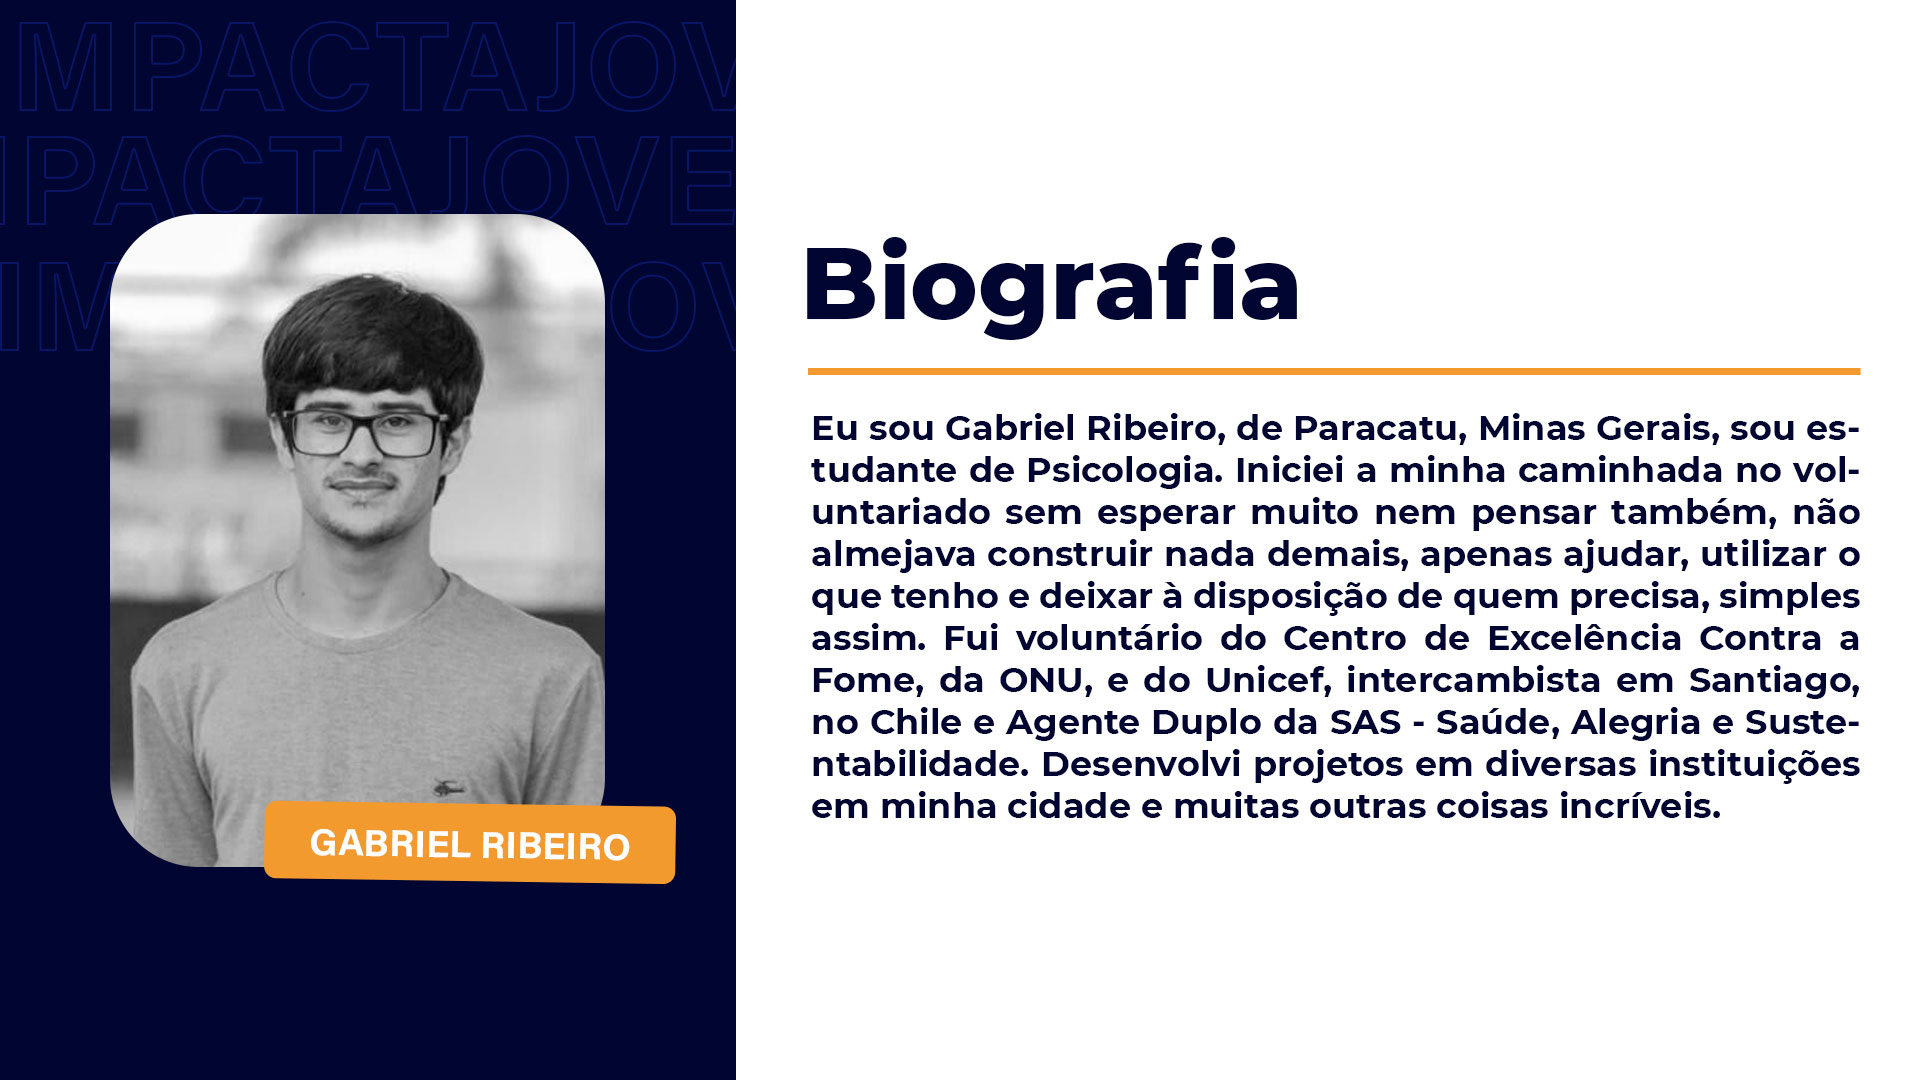 MPACTAJOV
MPACTAJOVE
IM
OV
GABRIEL RIBEIRO
Biografia
Eu sou Gabriel Ribeiro, de Paracatu, Minas Gerais, sou es-
tudante de Psicologia. Iniciei a minha caminhada no vol-
untariado sem esperar muito nem pensar também, não
almejava construir nada demais, apenas ajudar, utilizar o
que tenho e deixar à disposição de quem precisa, simples
assim. Fui voluntário do Centro de Excelência Contra a
Fome, da ONU, e do Unicef, intercambista em Santiago,
no Chile e Agente Duplo da SAS - Saúde, Alegria e Suste-
ntabilidade. Desenvolvi projetos em diversas instituições
em minha cidade e muitas outras coisas incríveis.